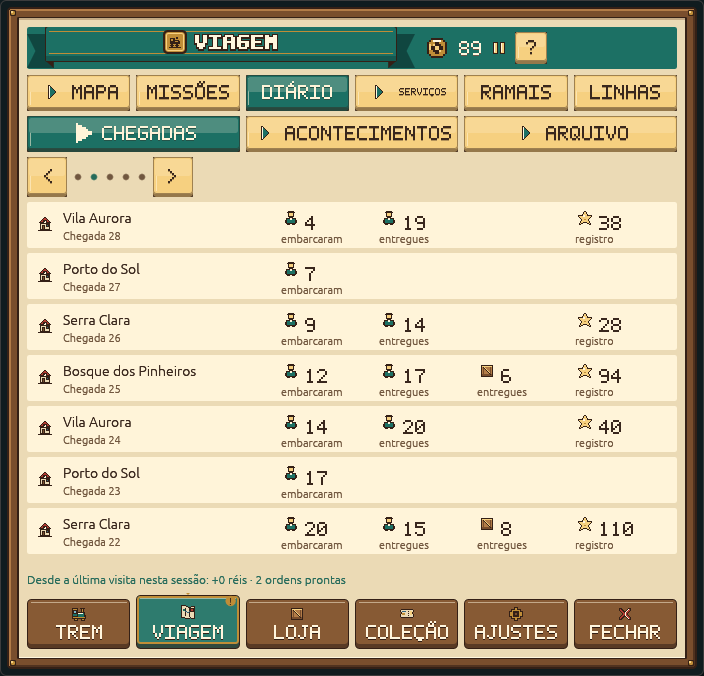 VIAGEM
89
?
MAPA MISSÕES DIÁRIO SERVIÇOS RAMAIS LINHAS
CHEGADAS ACONTECIMENTOS ARQUIVO
Vila Aurora 4 19 38
Chegada 28 embarcaram entregues registro
Porto do Sol 7
Chegada 27 embarcaram
Serra Clara 9 14 28
Chegada 26 embarcaram entregues registro
Bosque dos Pinheiros 12 17 6 94
Chegada 25 embarcaram entregues entregues registro
Vila Aurora 14 20 40
Chegada 24 embarcaram entregues registro
Porto do Sol 17
Chegada 23 embarcaram
Serra Clara 20 15 8 110
Chegada 22 embarcaram entregues entregues registro
Desde a última visita nesta sessão: +0 réis · 2 ordens prontas
TREM VIAGEM LOJA COLEÇÃO AJUSTES FECHAR